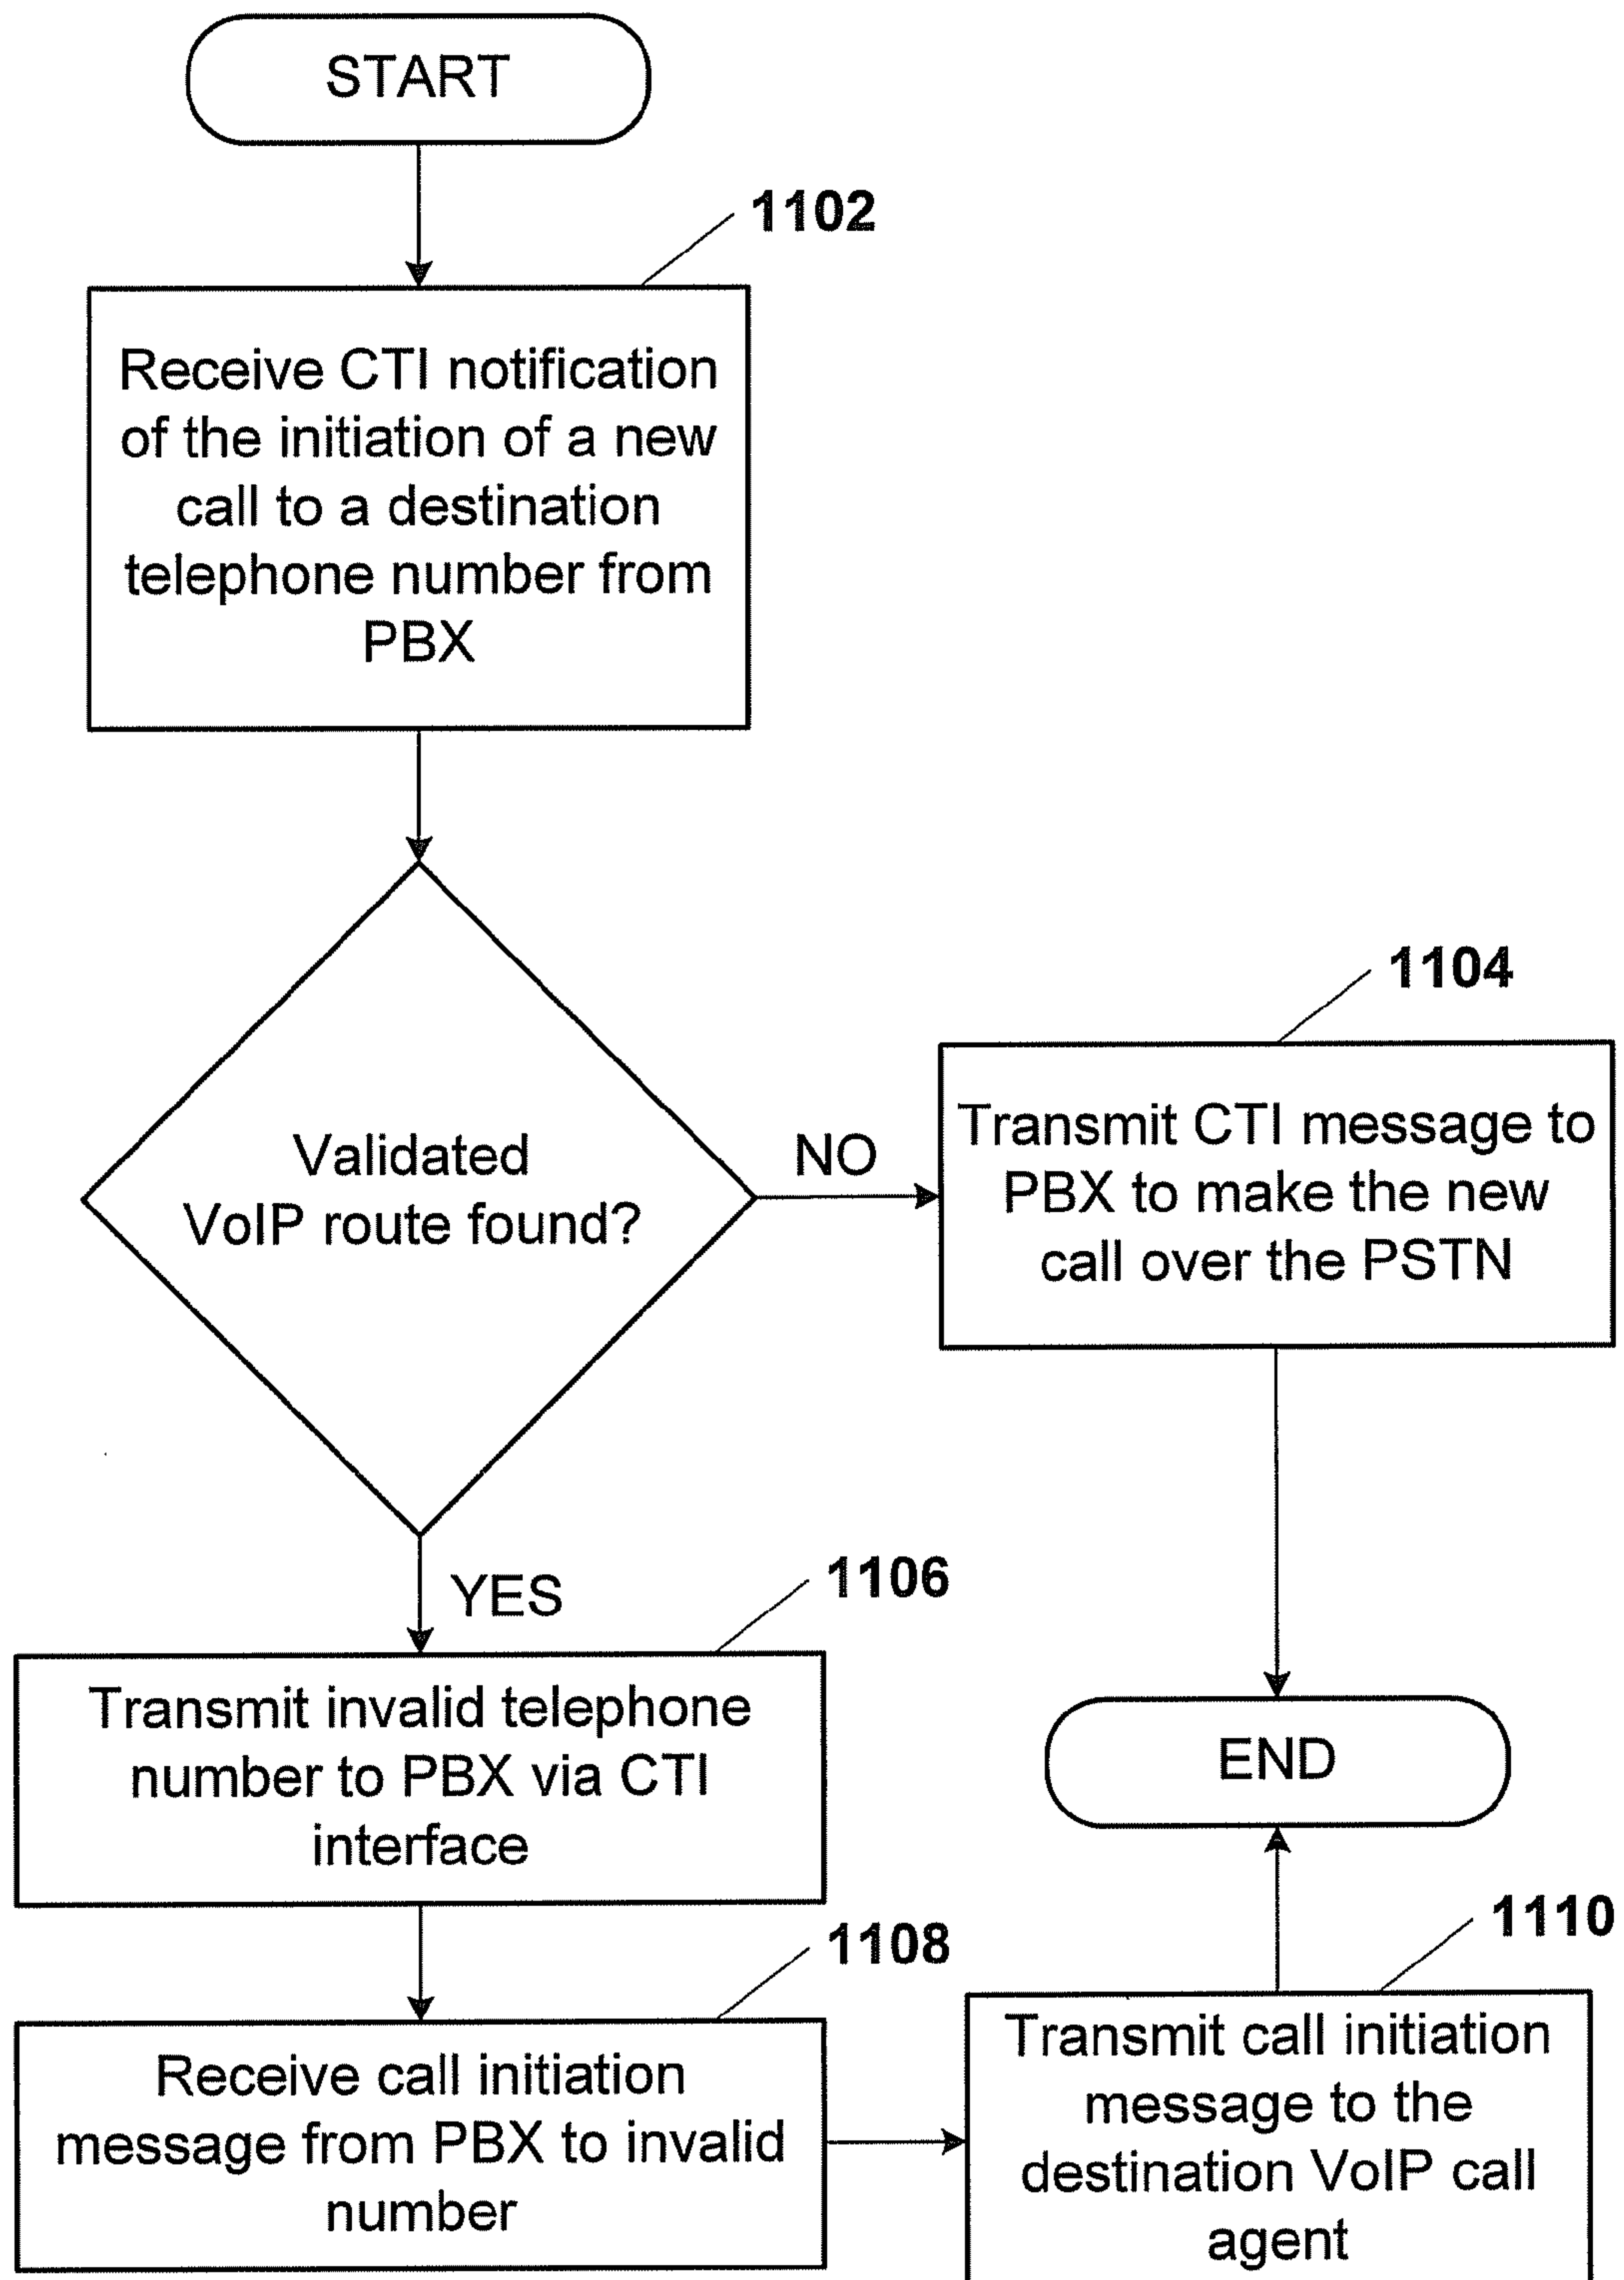 START
1102
Receive CTI notification
of the initiation of a new
call to a destination
telephone number from
PBX
Validated
VoIP route found?
NO
1104
Transmit CTI message to
PBX to make the new
call over the PSTN
YES
1106
Transmit invalid telephone
number to PBX via CTI
interface
END
1108
Receive call initiation
message from PBX to invalid
number
1110
Transmit call initiation
message to the
destination VoIP call
agent